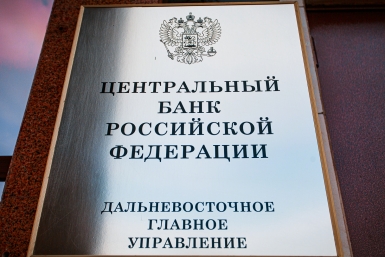 ЦЕНТРАЛЬНЫЙ
БАНК
РОССИЙСКОЙ
ФЕДЕРАЦИИ
ДАЛЬНЕВОСТОЧНОЕ
ГЛАВНОЕ
УПРАВЛЕНИЕ